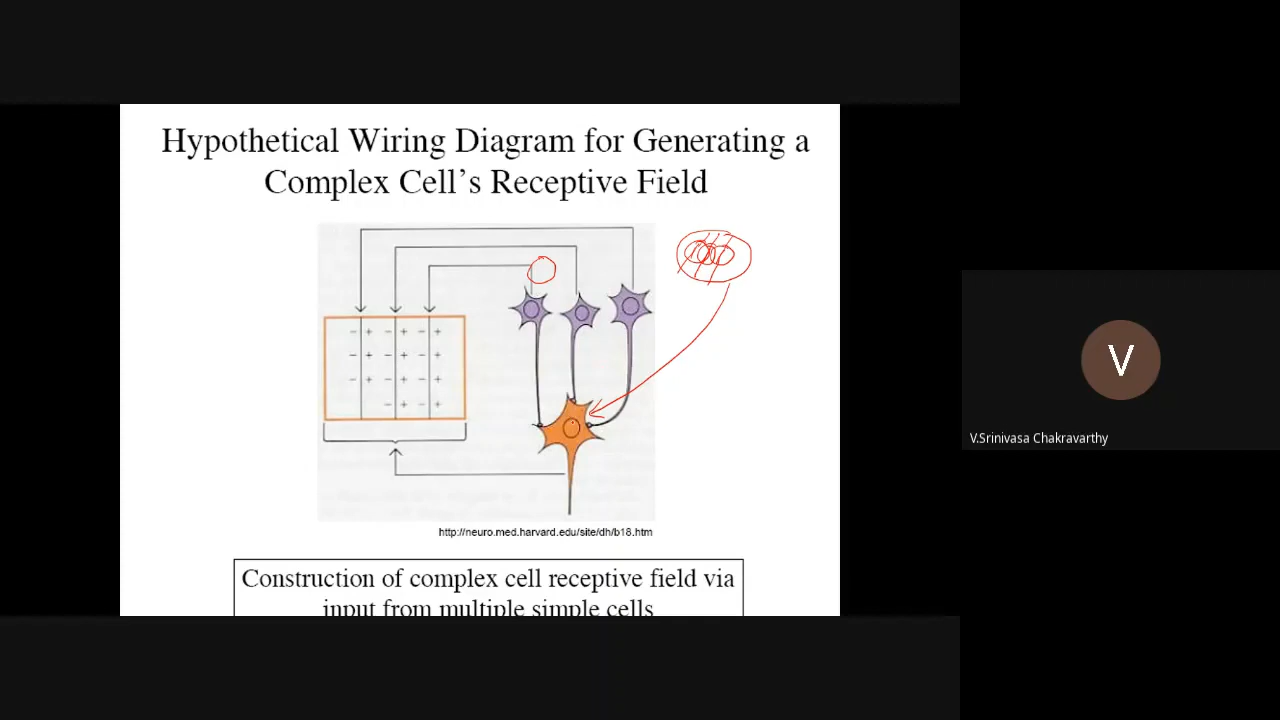 Hypothetical Wiring Diagram for Generating a
Complex Cell's Receptive Field
− + − + − +
− + − + − +
− + − + − +
− + − +
http://neuro.med.harvard.edu/site/dh/b18.htm
Construction of complex cell receptive field via
input from multiple simple cells
V
V.Srinivasa Chakravarthy